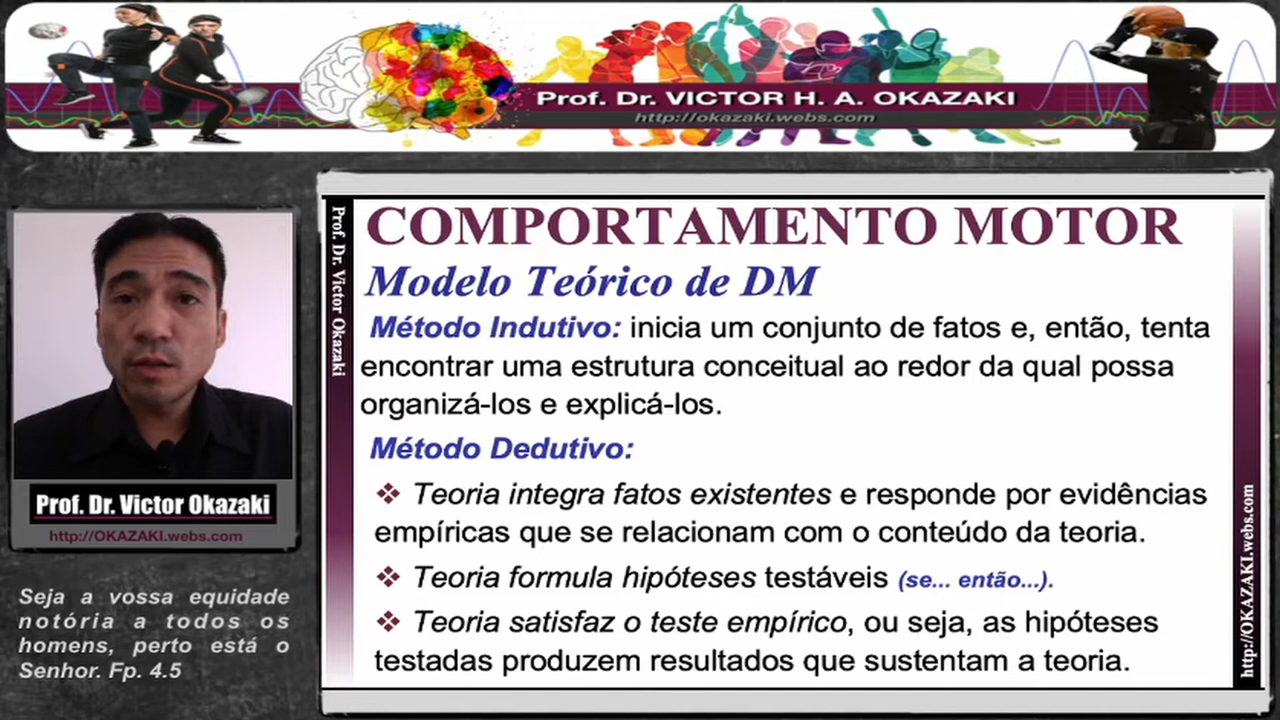 Prof. Dr. VICTOR H. A. OKAZAKI
http://okazaki.webs.com
Prof. Dr. Victor Okazaki
http://OKAZAKI.webs.com
Seja a vossa equidade
notória a todos os
homens, perto está o
Senhor. Fp. 4.5
Prof. Dr. Victor Okazaki
COMPORTAMENTO MOTOR
Modelo Teórico de DM
Método Indutivo: inicia um conjunto de fatos e, então, tenta
encontrar uma estrutura conceitual ao redor da qual possa
organizá-los e explicá-los.
Método Dedutivo:
❖ Teoria integra fatos existentes e responde por evidências
empíricas que se relacionam com o conteúdo da teoria.
❖ Teoria formula hipóteses testáveis (se... então...).
❖ Teoria satisfaz o teste empírico, ou seja, as hipóteses
testadas produzem resultados que sustentam a teoria.
http://OKAZAKI.webs.com